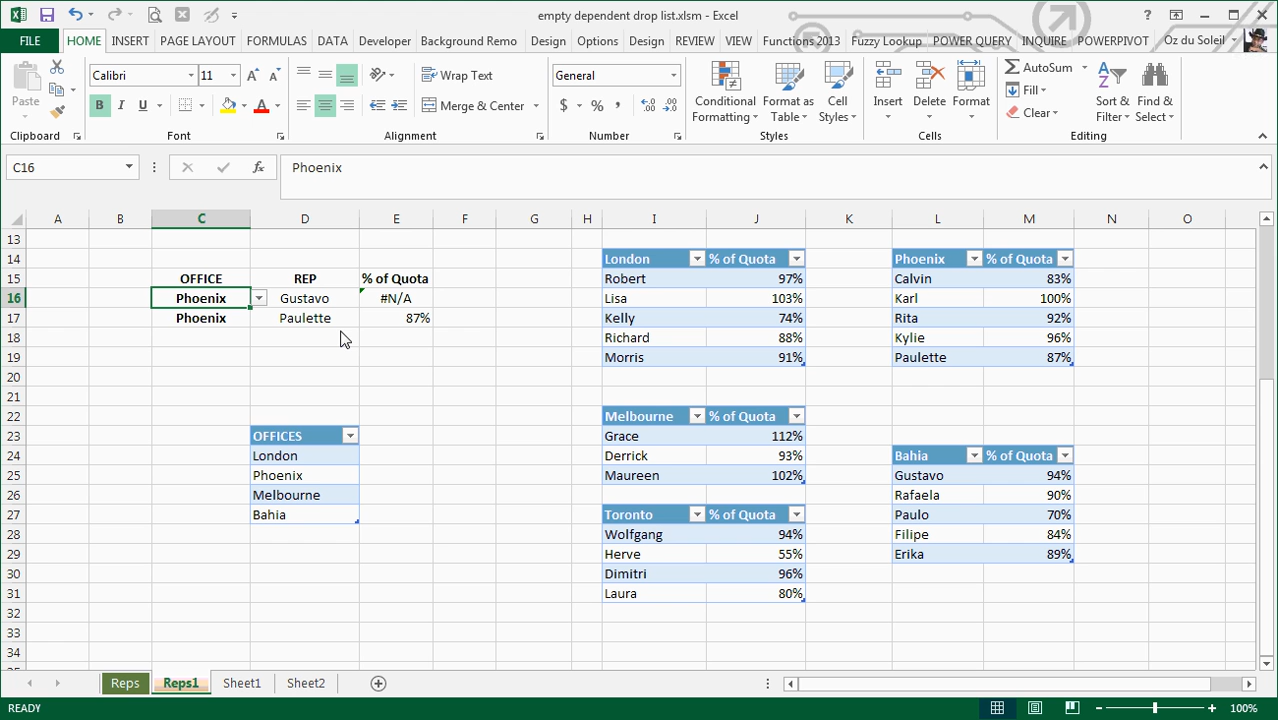 empty dependent drop list.xlsm - Excel
FILE HOME INSERT PAGE LAYOUT FORMULAS DATA Developer Background Remo Design Options Design REVIEW VIEW Functions 2013 Fuzzy Lookup POWER QUERY INQUIRE POWERPIVOT Oz du Soleil
Paste
Calibri 11
B I U
Wrap Text
Merge & Center
General
$ %
Conditional Formatting
Format as Table
Cell Styles
Insert
Delete
Format
AutoSum
Fill
Clear
Sort & Filter
Find & Select
Clipboard Font Alignment Number Styles Cells Editing
C16 fx Phoenix
A B C D E F G H I J K L M N O
13
14 London % of Quota Phoenix % of Quota
15 OFFICE REP % of Quota Robert 97% Calvin 83%
16 Phoenix Gustavo #N/A Lisa 103% Karl 100%
17 Phoenix Paulette 87% Kelly 74% Rita 92%
18 Richard 88% Kylie 96%
19 Morris 91% Paulette 87%
20
21
22 Melbourne % of Quota
23 OFFICES Grace 112%
24 London Derrick 93% Bahia % of Quota
25 Phoenix Maureen 102% Gustavo 94%
26 Melbourne Rafaela 90%
27 Bahia Toronto % of Quota Paulo 70%
28 Wolfgang 94% Filipe 84%
29 Herve 55% Erika 89%
30 Dimitri 96%
31 Laura 80%
32
33
34
Reps Reps1 Sheet1 Sheet2
READY 100%